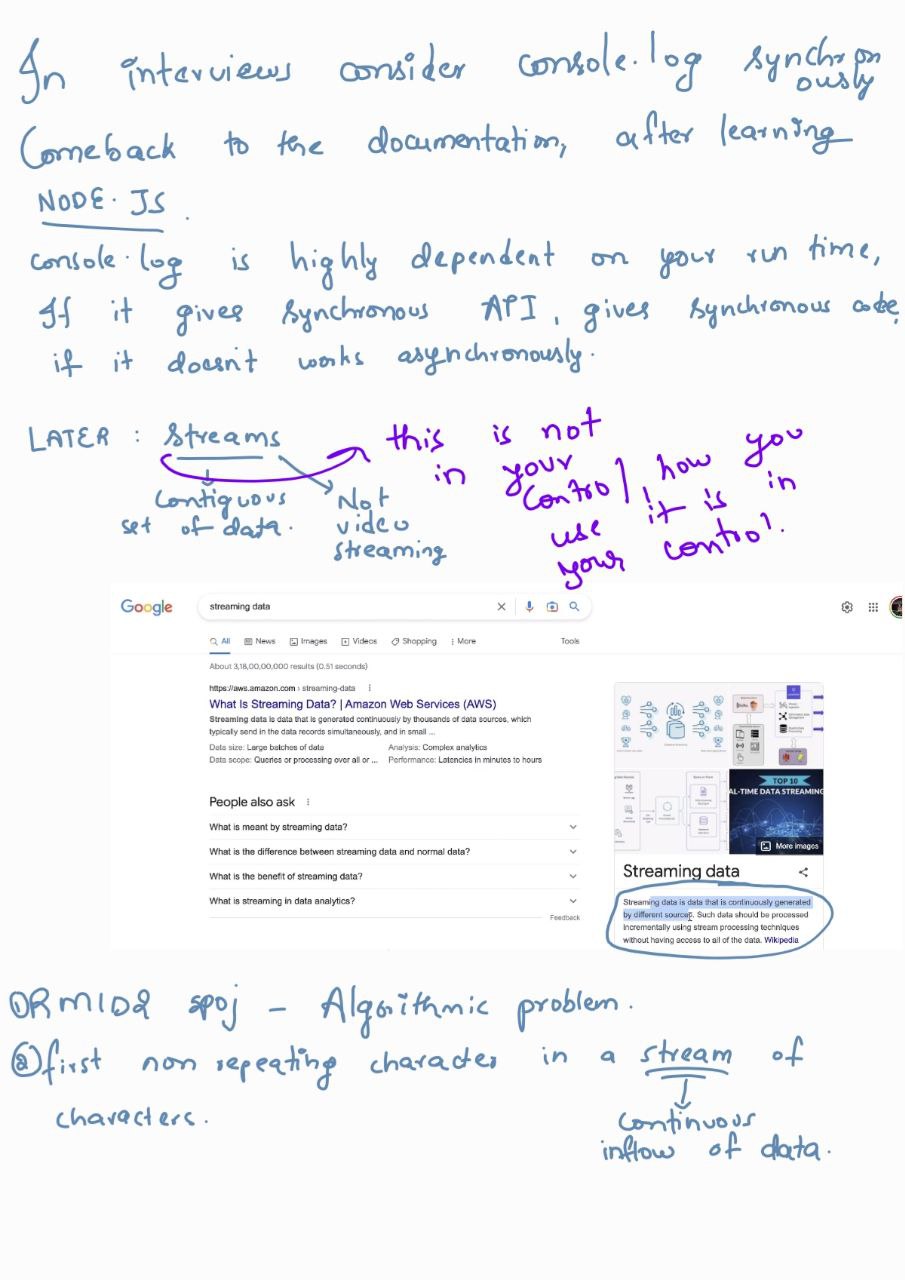 In interviews consider console.log synchron
ously
Comeback to the documentation, after learning
NODE.JS.
console.log is highly dependent on your run time,
If it gives synchronous API, gives synchronous code,
if it doesn't works asynchronously.
LATER : Streams
Contiguous
set of data.
Not
video
streaming
this is not
in your
control, how you
use it is in
your control.
Google
streaming data
All News Images Videos Shopping More Tools
About 3,18,00,00,000 results (0.51 seconds)
https://aws.amazon.com › streaming-data
What Is Streaming Data? | Amazon Web Services (AWS)
Streaming data is data that is generated continuously by thousands of data sources, which
typically send in the data records simultaneously, and in small ...
Data size: Large batches of data Analysis: Complex analytics
Data scope: Queries or processing over all or ... Performance: Latencies in minutes to hours
People also ask
What is meant by streaming data?
What is the difference between streaming data and normal data?
What is the benefit of streaming data?
What is streaming in data analytics?
Feedback
TOP 10
AL-TIME DATA STREAMING
More images
Streaming data
Streaming data is data that is continuously generated
by different sources. Such data should be processed
incrementally using stream processing techniques
without having access to all of the data. Wikipedia
① RMID2 spoj - Algorithmic problem.
② first non repeating character in a stream of
characters.
Continuous
inflow of data.